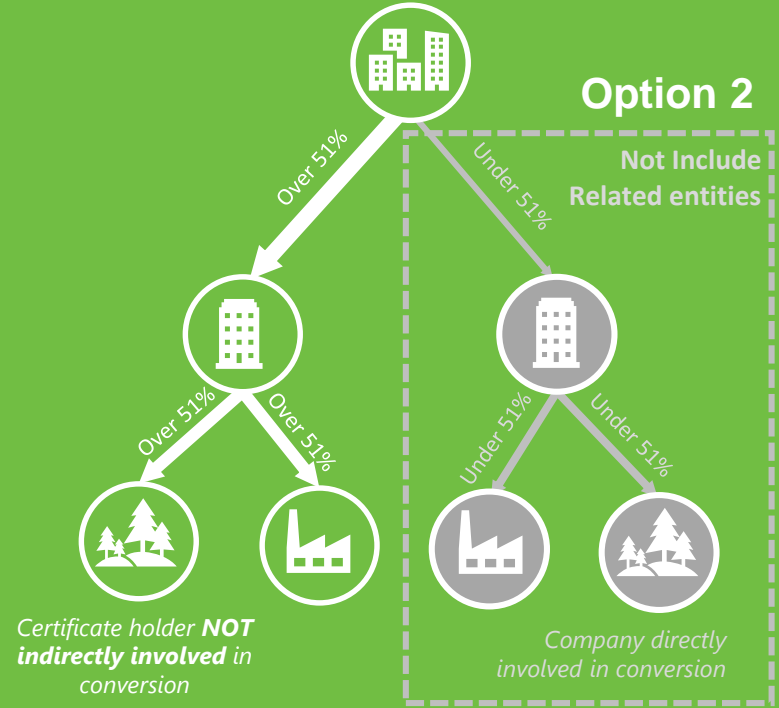 Option 2
Not Include
Related entities
Over 51%
Under 51%
Over 51%
Over 51%
Under 51%
Under 51%
Certificate holder NOT
indirectly involved in
conversion
Company directly
involved in conversion